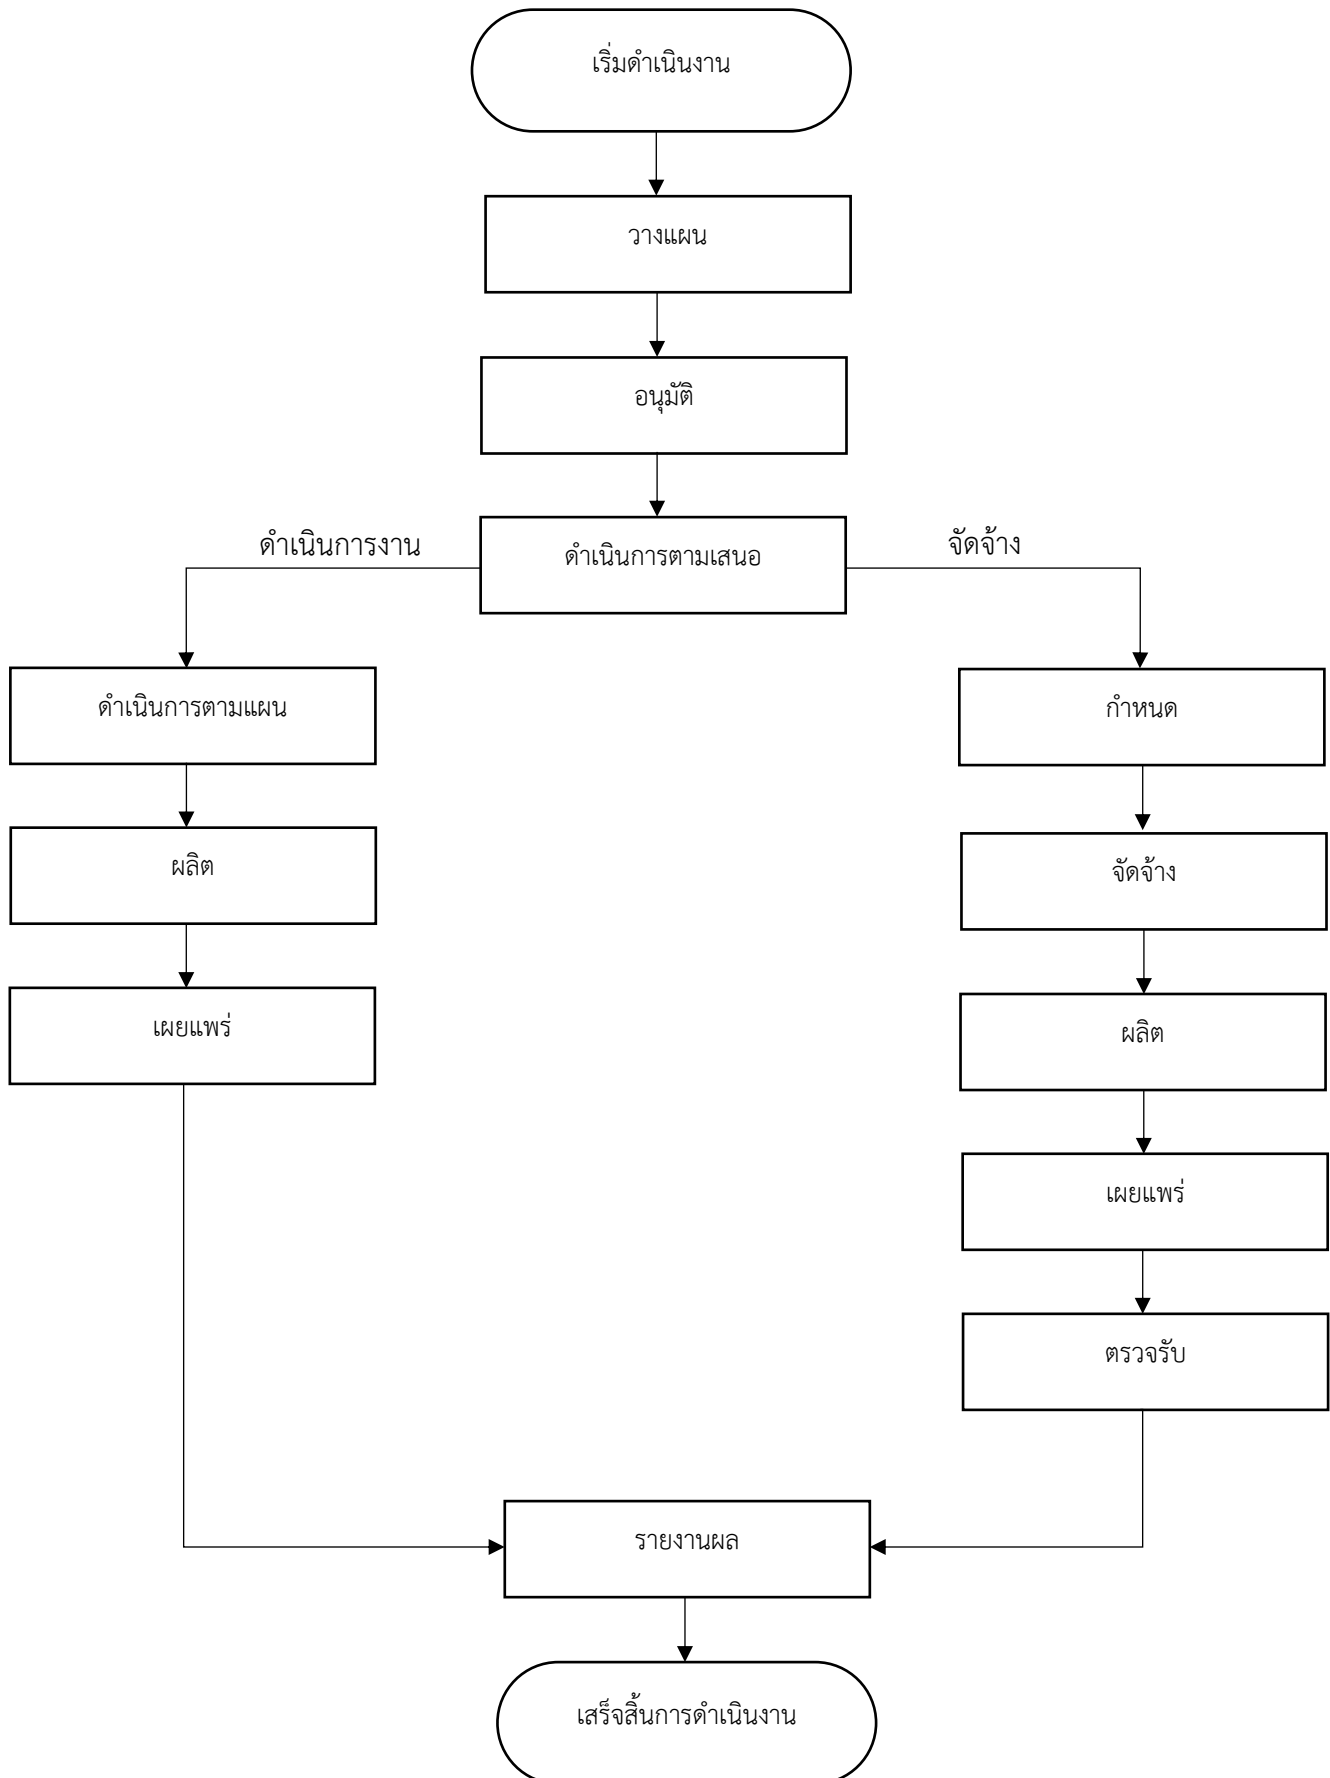 เริ่มดำเนินงาน
วางแผน
อนุมัติ
ดำเนินการตามเสนอ
ดำเนินการงาน
จัดจ้าง
ดำเนินการตามแผน
ผลิต
เผยแพร่
กำหนด
จัดจ้าง
ผลิต
เผยแพร่
ตรวจรับ
รายงานผล
เสร็จสิ้นการดำเนินงาน